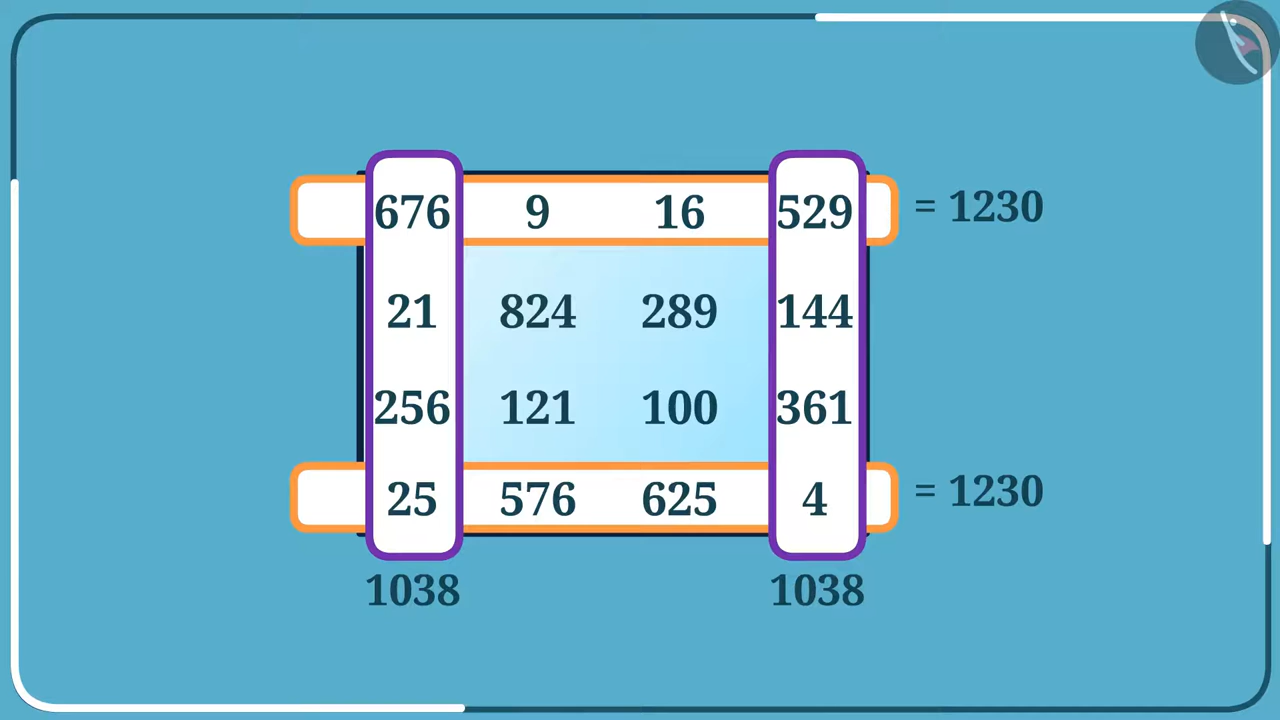 676 9 16 529 = 1230
21 824 289 144
256 121 100 361
25 576 625 4 = 1230
1038 1038